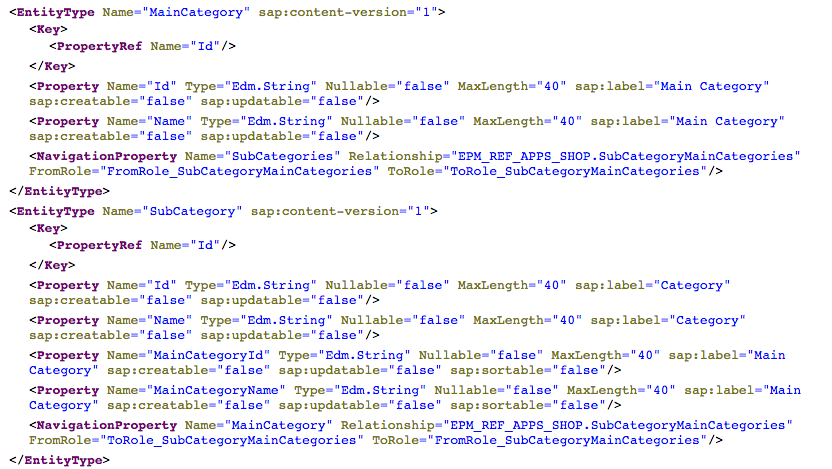 <EntityType Name="MainCategory" sap:content-version="1">
<Key>
<PropertyRef Name="Id"/>
</Key>
<Property Name="Id" Type="Edm.String" Nullable="false" MaxLength="40" sap:label="Main Category"
sap:creatable="false" sap:updatable="false"/>
<Property Name="Name" Type="Edm.String" Nullable="false" MaxLength="40" sap:label="Main Category"
sap:creatable="false" sap:updatable="false"/>
<NavigationProperty Name="SubCategories" Relationship="EPM_REF_APPS_SHOP.SubCategoryMainCategories"
FromRole="FromRole_SubCategoryMainCategories" ToRole="ToRole_SubCategoryMainCategories"/>
</EntityType>
<EntityType Name="SubCategory" sap:content-version="1">
<Key>
<PropertyRef Name="Id"/>
</Key>
<Property Name="Id" Type="Edm.String" Nullable="false" MaxLength="40" sap:label="Category"
sap:creatable="false" sap:updatable="false"/>
<Property Name="Name" Type="Edm.String" Nullable="false" MaxLength="40" sap:label="Category"
sap:creatable="false" sap:updatable="false"/>
<Property Name="MainCategoryId" Type="Edm.String" Nullable="false" MaxLength="40" sap:label="Main
Category" sap:creatable="false" sap:updatable="false" sap:sortable="false"/>
<Property Name="MainCategoryName" Type="Edm.String" Nullable="false" MaxLength="40" sap:label="Main
Category" sap:creatable="false" sap:updatable="false" sap:sortable="false"/>
<NavigationProperty Name="MainCategory" Relationship="EPM_REF_APPS_SHOP.SubCategoryMainCategories"
FromRole="ToRole_SubCategoryMainCategories" ToRole="FromRole_SubCategoryMainCategories"/>
</EntityType>